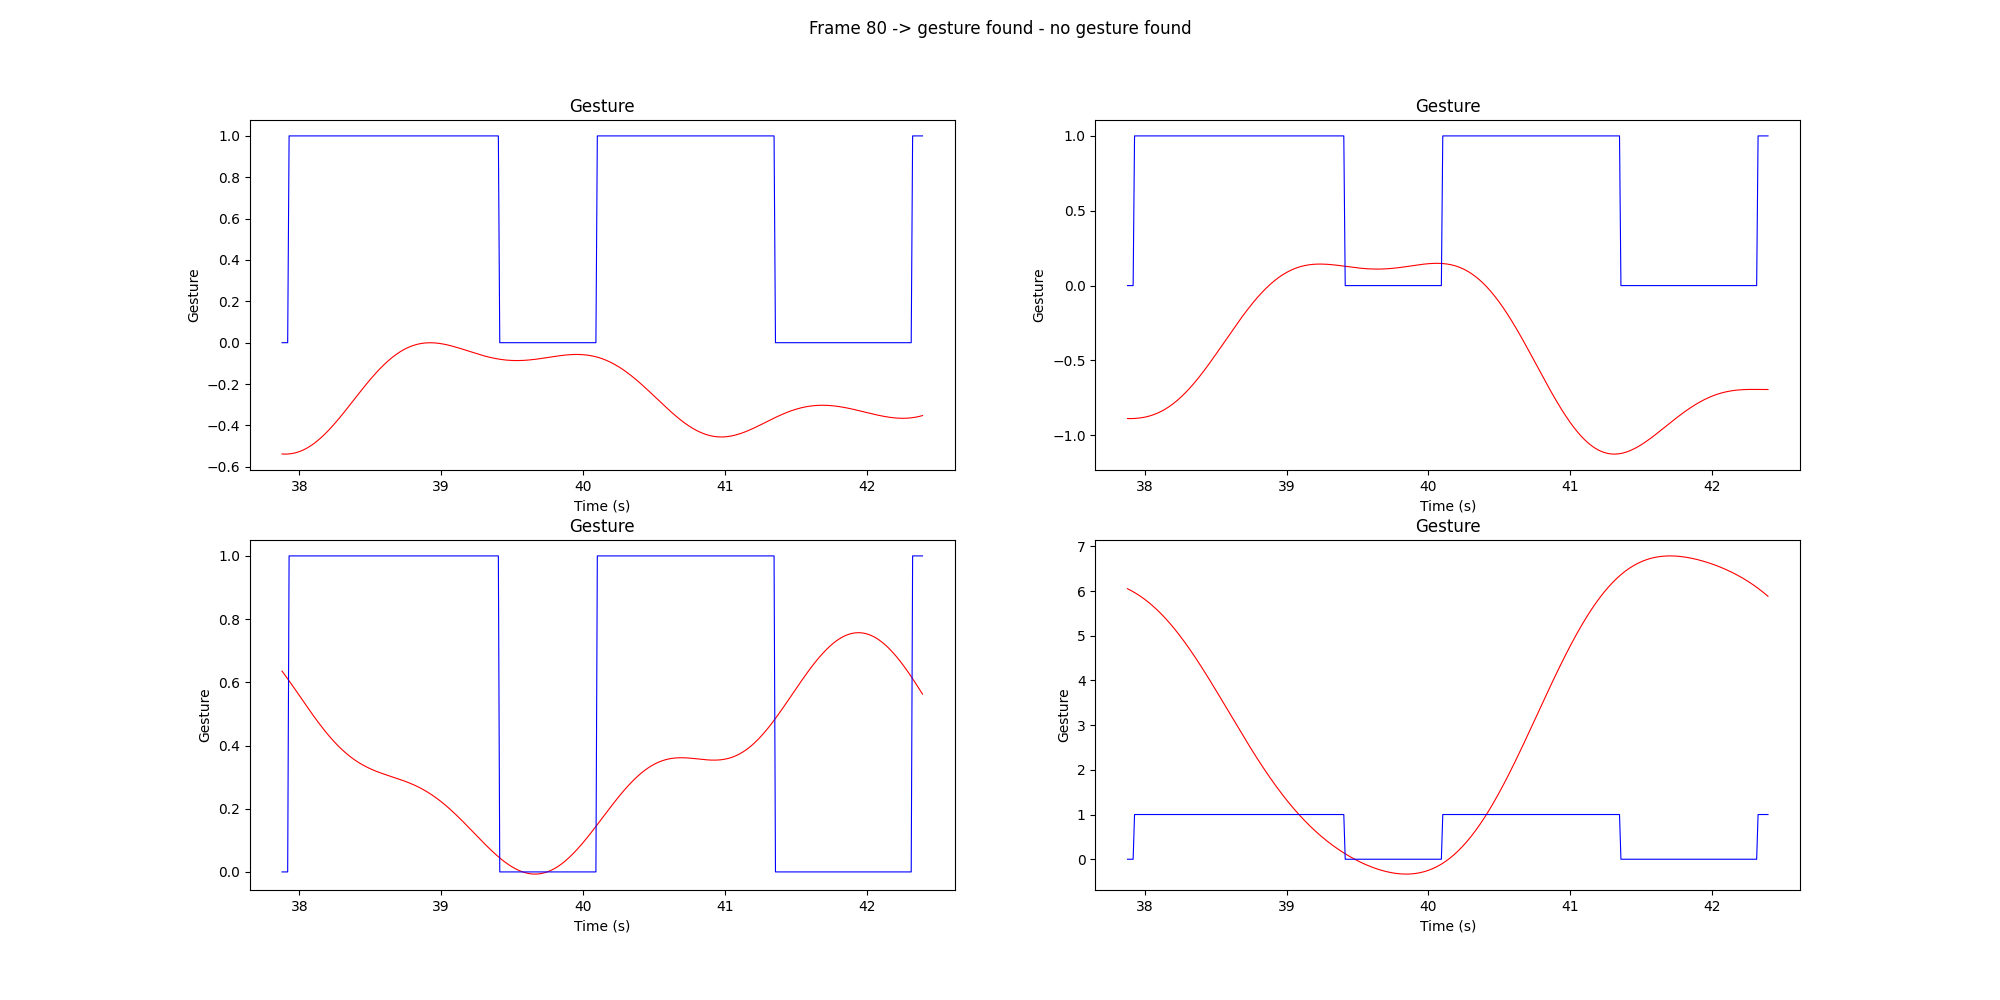 Frame 80 -> gesture found - no gesture found
Gesture
1.0
0.8
0.6
0.4
0.2
0.0
−0.2
−0.4
−0.6
Gesture
38 39 40 41 42
Time (s)
Gesture
1.0
0.5
0.0
−0.5
−1.0
Gesture
38 39 40 41 42
Time (s)
Gesture
1.0
0.8
0.6
0.4
0.2
0.0
Gesture
38 39 40 41 42
Time (s)
Gesture
7
6
5
4
3
2
1
0
Gesture
38 39 40 41 42
Time (s)